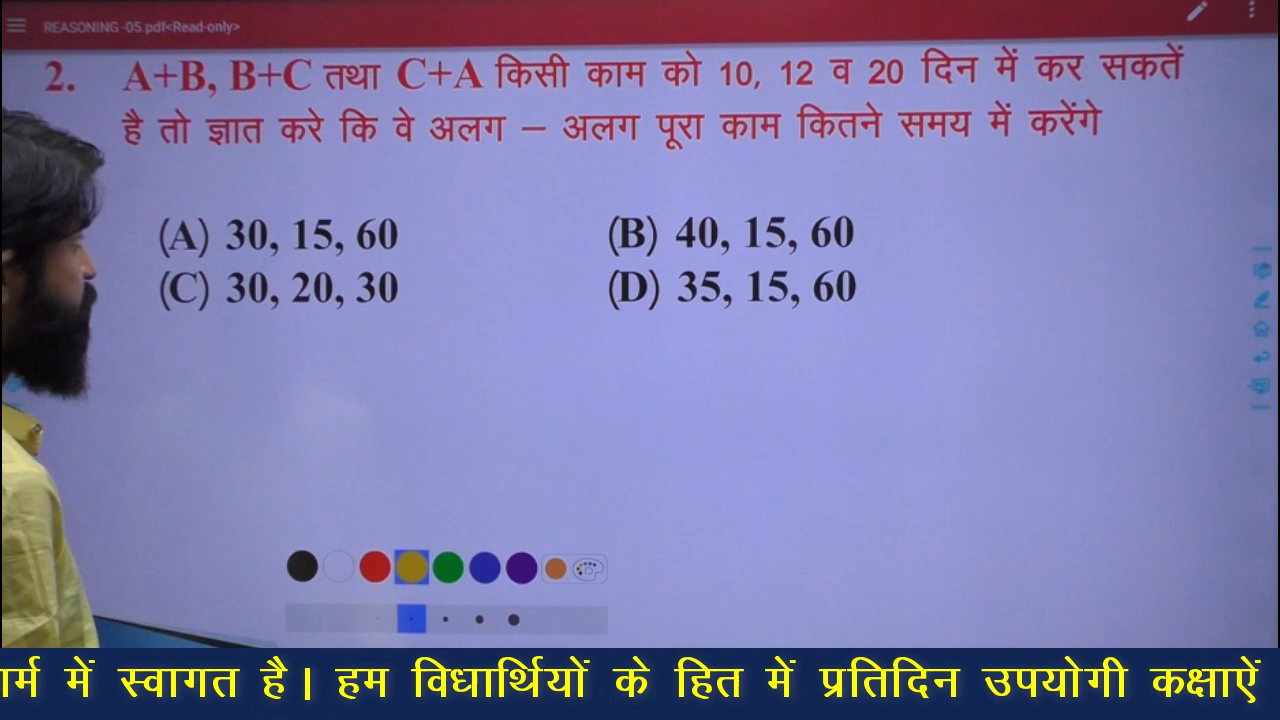 REASONING -05.pdf<Read-only>
2. A+B, B+C तथा C+A किसी काम को 10, 12 व 20 दिन में कर सकतें
है तो ज्ञात करे कि वे अलग – अलग पूरा काम कितने समय में करेंगे
(A) 30, 15, 60 (B) 40, 15, 60
(C) 30, 20, 30 (D) 35, 15, 60
में स्वागत है| हम विधार्थियों के हित में प्रतिदिन उपयोगी कक्षाऐं